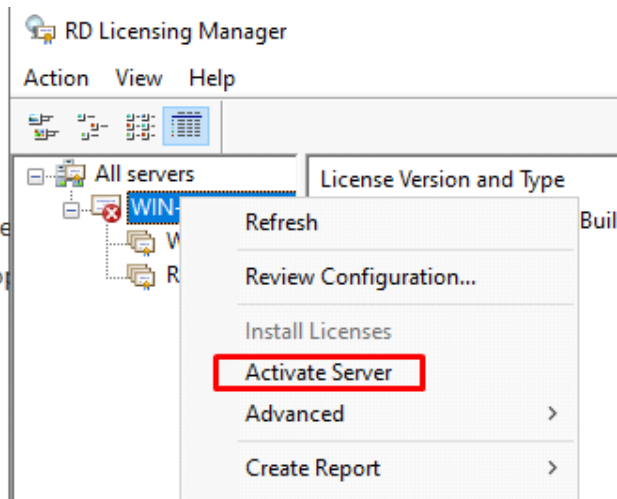 RD Licensing Manager
Action View Help
All servers
License Version and Type
WIN-
Refresh
Review Configuration...
Install Licenses
Activate Server
Advanced
Create Report